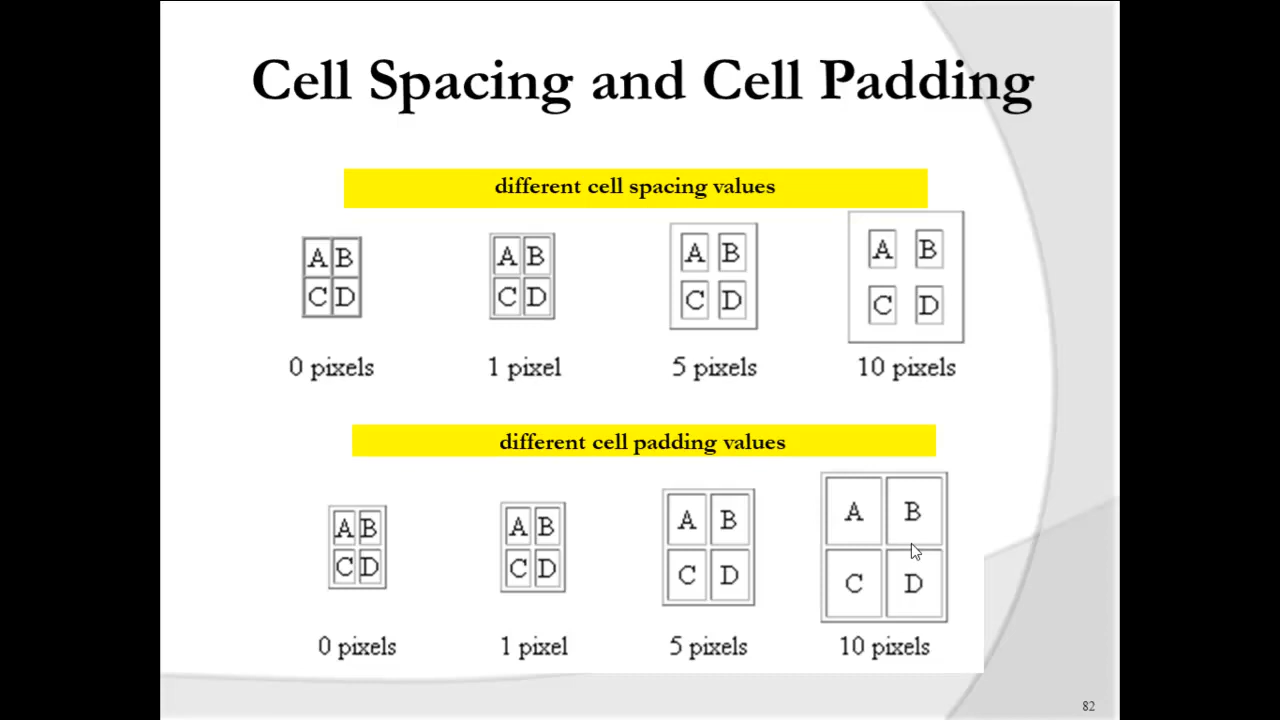 Cell Spacing and Cell Padding
different cell spacing values
A B A B A B A B
C D C D C D C D
0 pixels 1 pixel 5 pixels 10 pixels
different cell padding values
A B A B A B A B
C D C D C D C D
0 pixels 1 pixel 5 pixels 10 pixels
82